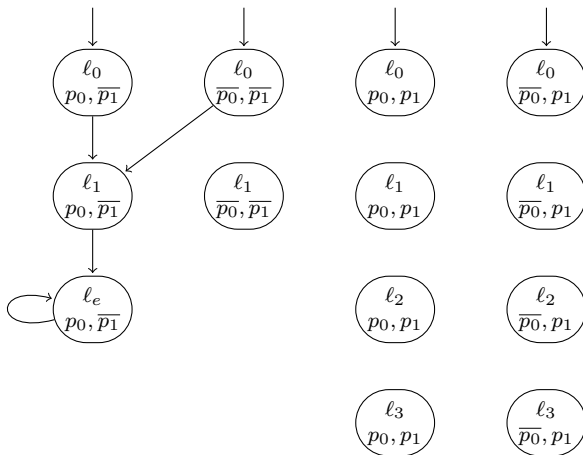 ℓ₀ ℓ₀ ℓ₀ ℓ₀
p₀, p̅₁ p̅₀, p̅₁ p₀, p₁ p̅₀, p₁
ℓ₁ ℓ₁ ℓ₁ ℓ₁
p₀, p̅₁ p̅₀, p̅₁ p₀, p₁ p̅₀, p₁
ℓₑ ℓ₂ ℓ₂
p₀, p̅₁ p₀, p₁ p̅₀, p₁
ℓ₃ ℓ₃
p₀, p₁ p̅₀, p₁